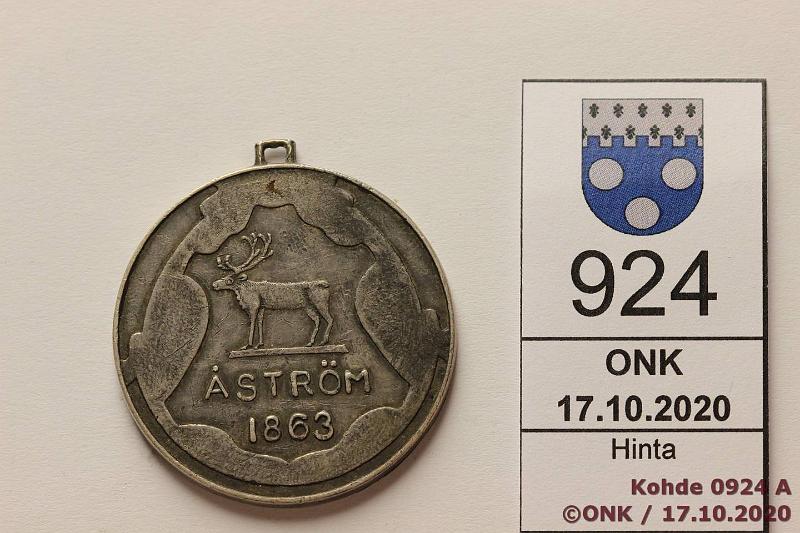 ÅSTRÖM
1863
924
ONK
17.10.2020
Hinta
Kohde 0924 A
©ONK / 17.10.2020